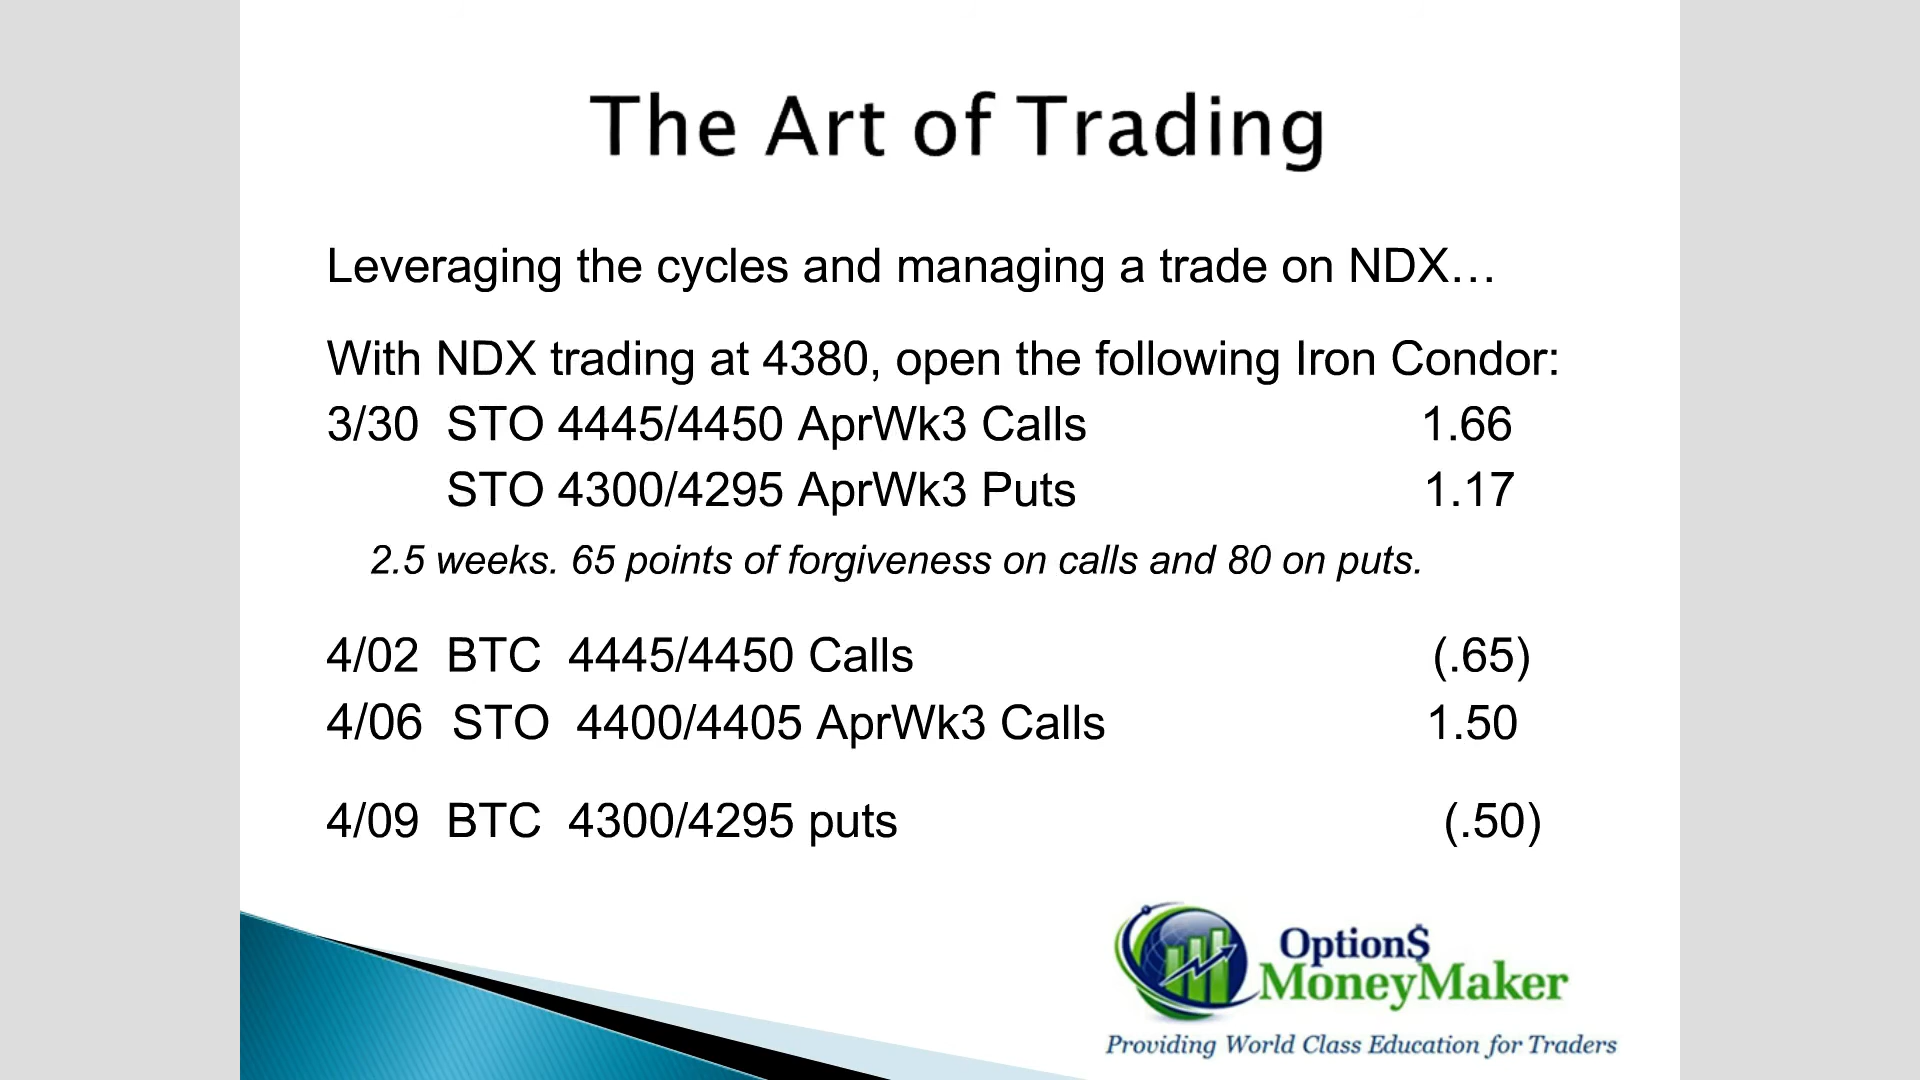 The Art of Trading
Leveraging the cycles and managing a trade on NDX…
With NDX trading at 4380, open the following Iron Condor:
3/30 STO 4445/4450 AprWk3 Calls 1.66
STO 4300/4295 AprWk3 Puts 1.17
2.5 weeks. 65 points of forgiveness on calls and 80 on puts.
4/02 BTC 4445/4450 Calls (.65)
4/06 STO 4400/4405 AprWk3 Calls 1.50
4/09 BTC 4300/4295 puts (.50)
Option$
MoneyMaker
Providing World Class Education for Traders